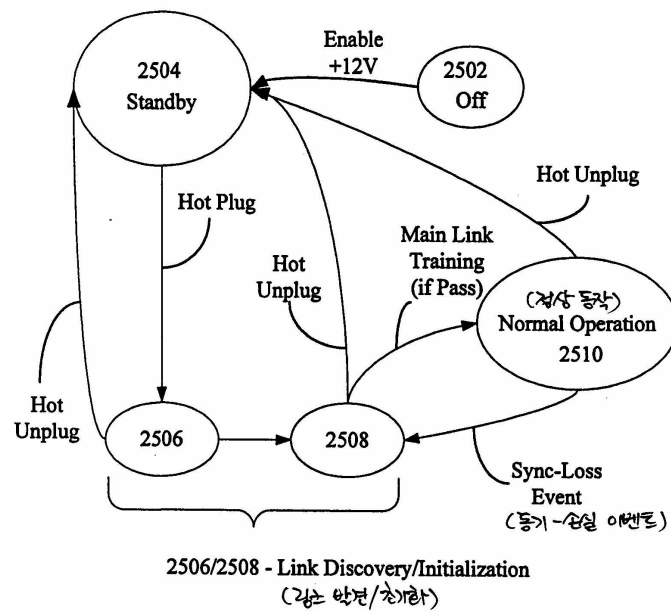 Enable
+12V
2504
Standby
2502
Off
Hot Plug
Hot Unplug
Main Link
Training
(if Pass)
Hot
Unplug
(정상 동작)
Normal Operation
2510
Hot
Unplug
2506
2508
Sync-Loss
Event
(동기-손실 이벤트)
2506/2508 - Link Discovery/Initialization
(링크 발견/초기화)